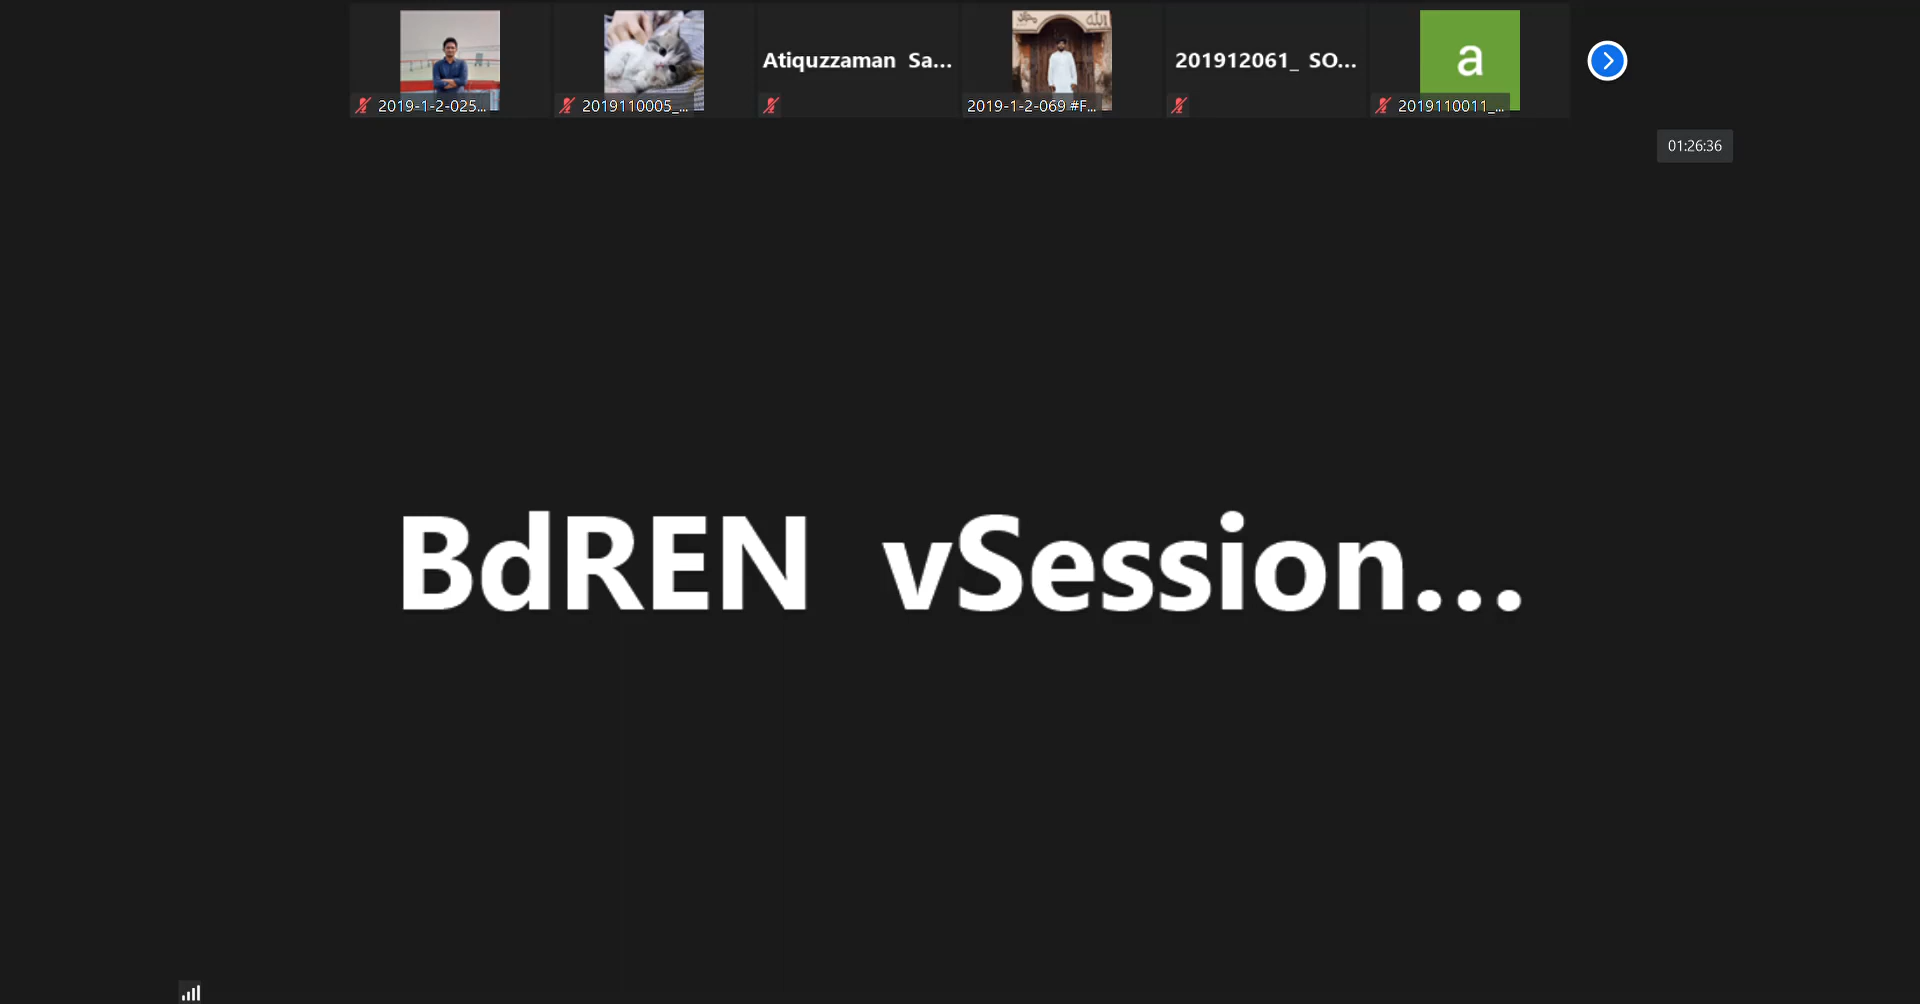 Atiquzzaman Sa...
201912061_ SO...
a
2019-1-2-025...
2019110005_...
2019-1-2-069 #F...
2019110011_...
01:26:36
BdREN vSession...